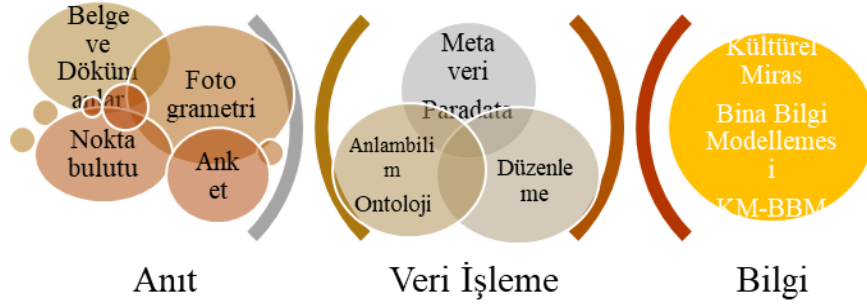 Belge
ve
Döküm
anlar
Foto
grametri
Nokta
bulutu
Ank
et
Meta
veri
Paradata
Anlambili
m
Ontoloji
Düzenle
me
Kültürel
Miras
Bina Bilgi
Modellemes
i
KM-BBM
Anıt
Veri İşleme
Bilgi